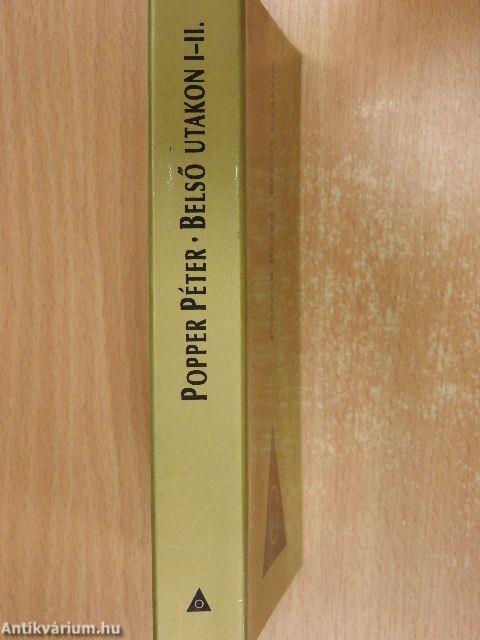 POPPER PÉTER · BELSŐ UTAKON I-II.
Antikvárium.hu